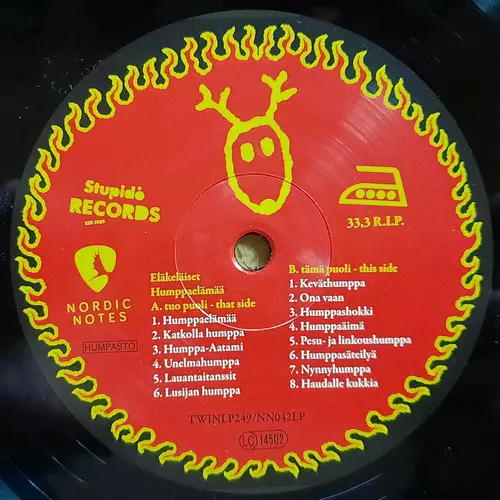 Stupidó
RECORDS
EST. 1989
33,3 R.I.P.
NORDIC
NOTES
HUMPASTO
Eläkeläiset
Humppaelämää
A. tuo puoli - that side
1. Humppaelämää
2. Katkolla humppa
3. Humppa-Aatami
4. Unelmahumppa
5. Lauantaitanssit
6. Lusijan humppa
B. tämä puoli - this side
1. Keväthumppa
2. Ona vaan
3. Humppashokki
4. Humppaäimä
5. Pesu- ja linkoushumppa
6. Humppasäteilyä
7. Nynnyhumppa
8. Haudalle kukkia
TWINLP249/NN042LP
LC 14502